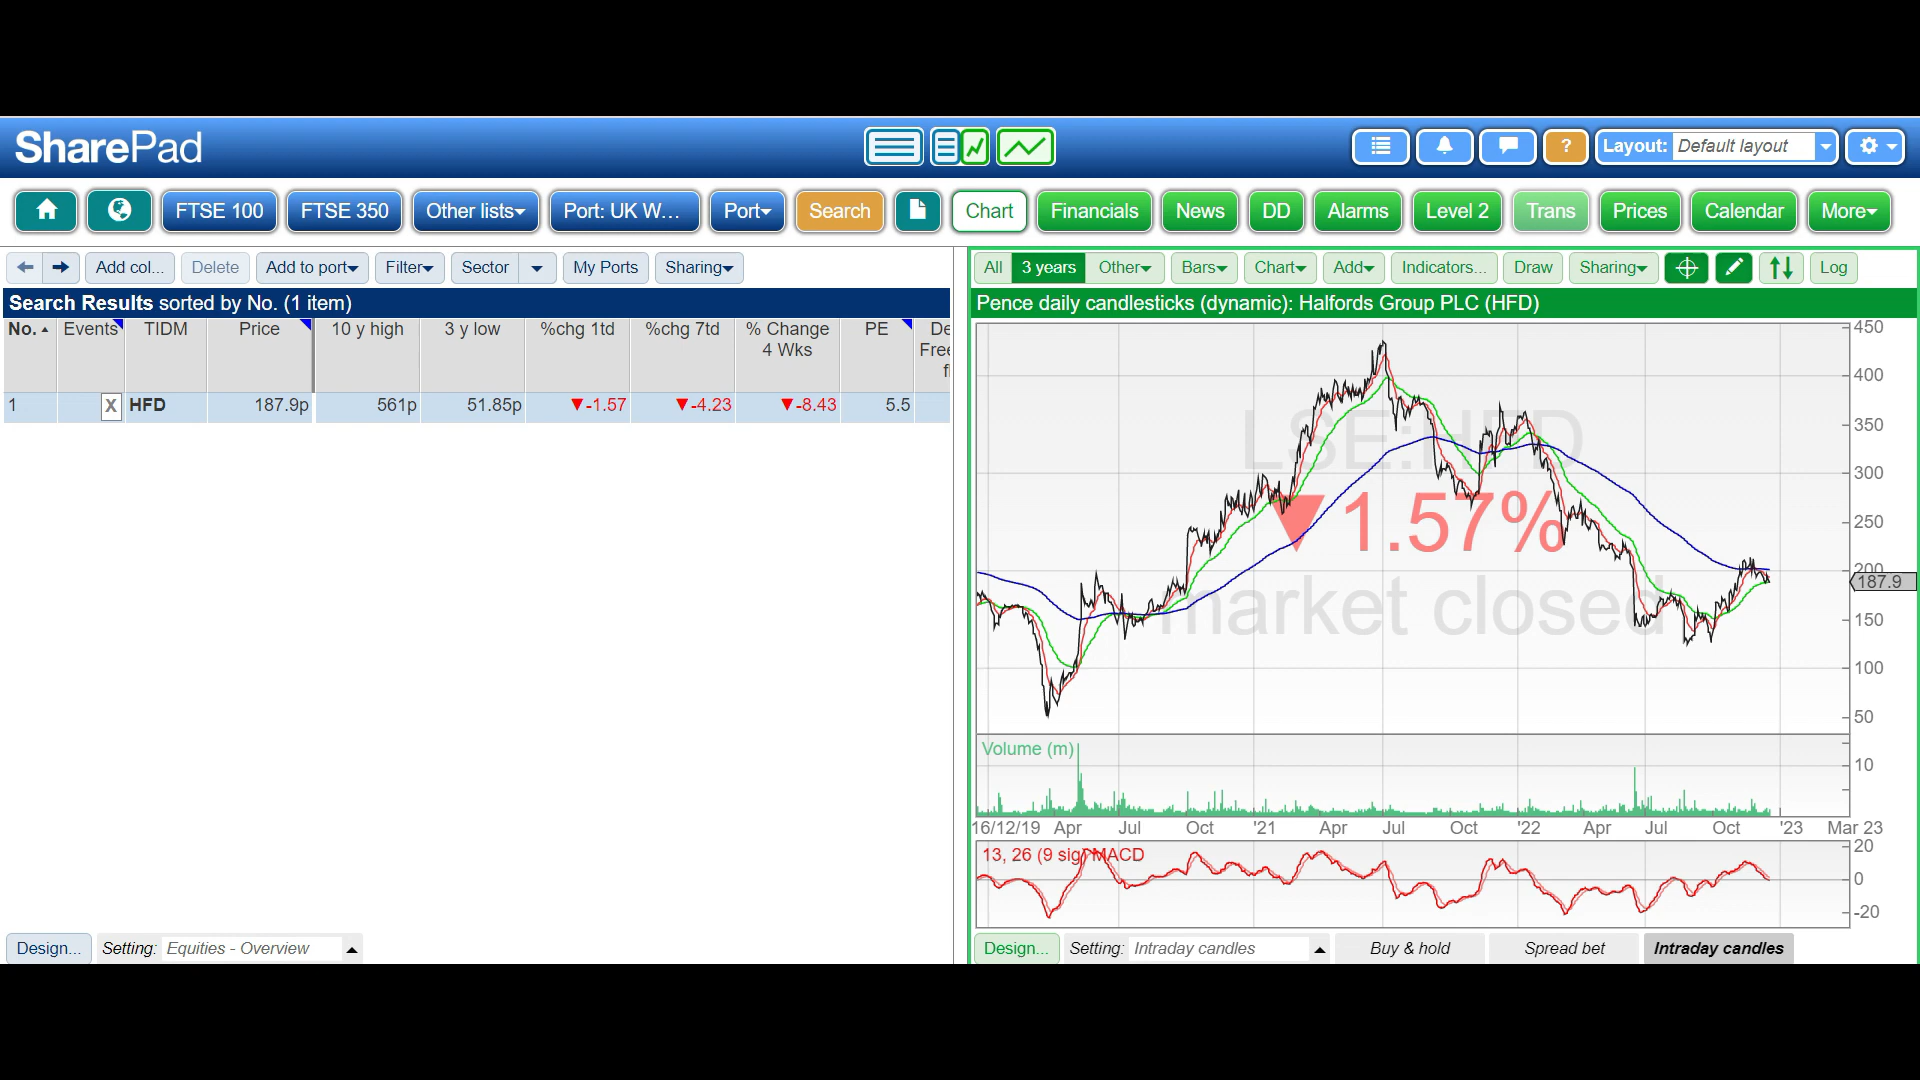 SharePad
?
Layout: Default layout
FTSE 100 FTSE 350 Other lists Port: UK W... Port Search Chart Financials News DD Alarms Level 2 Trans Prices Calendar More
Add col... Delete Add to port Filter Sector My Ports Sharing
All 3 years Other Bars Chart Add Indicators... Draw Sharing Log
Search Results sorted by No. (1 item)
Pence daily candlesticks (dynamic): Halfords Group PLC (HFD)
No. Events TIDM Price 10 y high 3 y low %chg 1td %chg 7td % Change PE De
4 Wks Free
1 X HFD 187.9p 561p 51.85p ▼-1.57 ▼-4.23 ▼-8.43 5.5
LSE:HFD
▼1.57%
market closed
450
400
350
300
250
200
187.9
150
100
50
Volume (m)
10
16/12/19 Apr Jul Oct '21 Apr Jul Oct '22 Apr Jul Oct '23 Mar 23
13, 26 (9 sig) MACD
20
0
-20
Design... Setting: Equities - Overview
Design... Setting: Intraday candles Buy & hold Spread bet Intraday candles